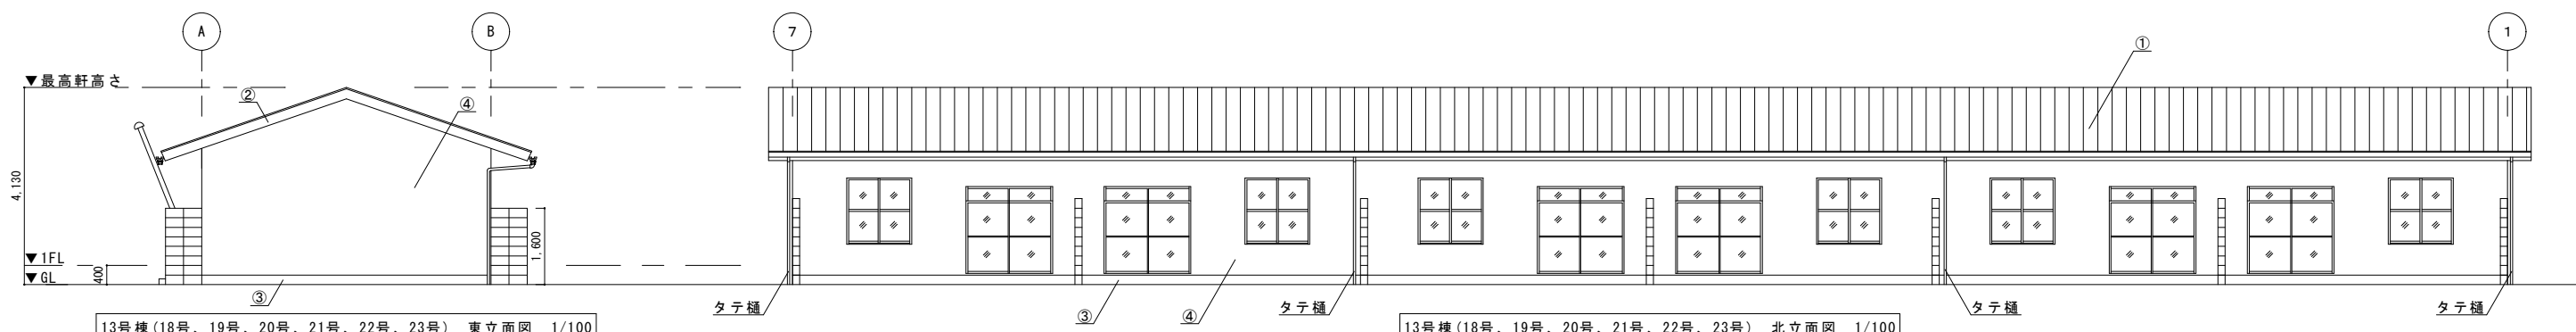 A
B
7
1
①
▼最高軒高さ
②
④
4,130
1,600
▼1FL
400
▼GL
③
タテ樋
③
④
タテ樋
タテ樋
タテ樋
13号棟(18号、19号、20号、21号、22号、23号) 東立面図 1/100
13号棟(18号、19号、20号、21号、22号、23号) 北立面図 1/100